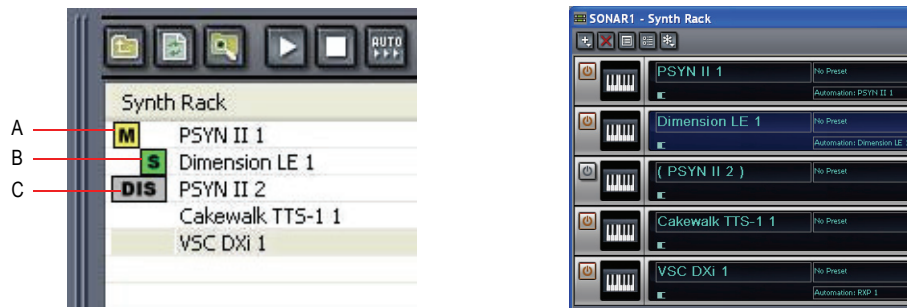 AUTO
Synth Rack
A
M PSYN II 1
B
S Dimension LE 1
C
DIS PSYN II 2
Cakewalk TTS-1 1
VSC DXi 1
SONAR1 - Synth Rack
PSYN II 1
No Preset
Automation: PSYN II 1
Dimension LE 1
No Preset
Automation: Dimension LE
( PSYN II 2 )
No Preset
Cakewalk TTS-1 1
No Preset
VSC DXi 1
No Preset
Automation: RXP 1